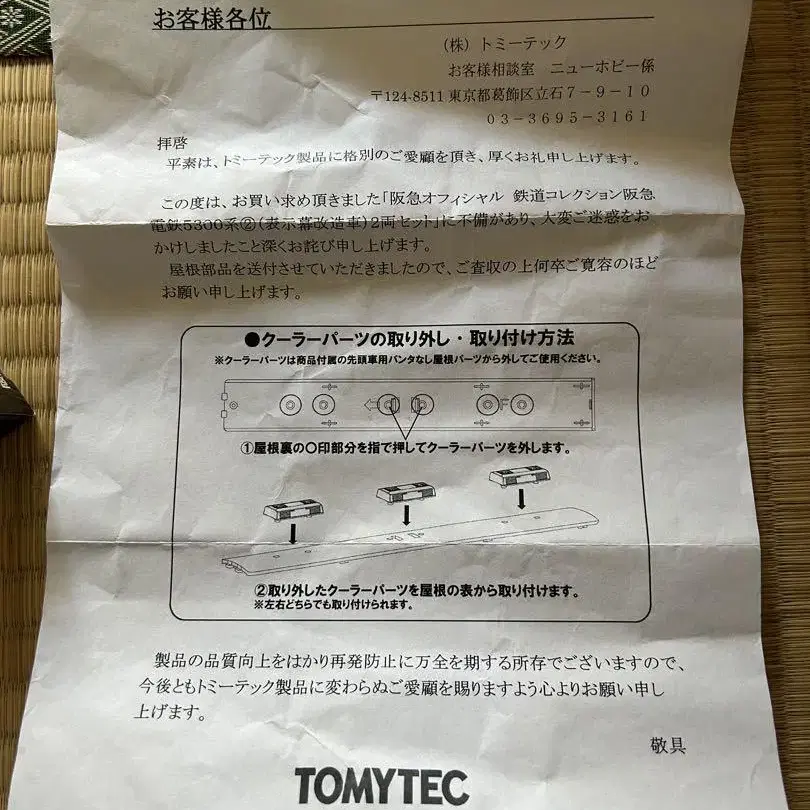 お客様各位
(株) トミーテック
お客様相談室 ニューホビー係
〒124-8511 東京都葛飾区立石7-9-10
03-3695-3161
拝啓
平素は、トミーテック製品に格別のご愛顧を頂き、厚くお礼申し上げます。
この度は、お買い求め頂きました「阪急オフィシャル 鉄道コレクション阪急
電鉄5300系②(表示幕改造車)2両セット」に不備があり、大変ご迷惑をお
かけしましたこと深くお詫び申し上げます。
屋根部品を送付させていただきましたので、ご査収の上何卒ご寛容のほど
お願い申し上げます。
●クーラーパーツの取り外し・取り付け方法
※クーラーパーツは商品付属の先頭車用パンタなし屋根パーツから外してご使用ください。
①屋根裏の○印部分を指で押してクーラーパーツを外します。
②取り外したクーラーパーツを屋根の表から取り付けます。
※左右どちらでも取り付けられます。
製品の品質向上をはかり再発防止に万全を期する所存でございますので、
今後ともトミーテック製品に変わらぬご愛顧を賜りますよう心よりお願い申し
上げます。
敬具
TOMYTEC